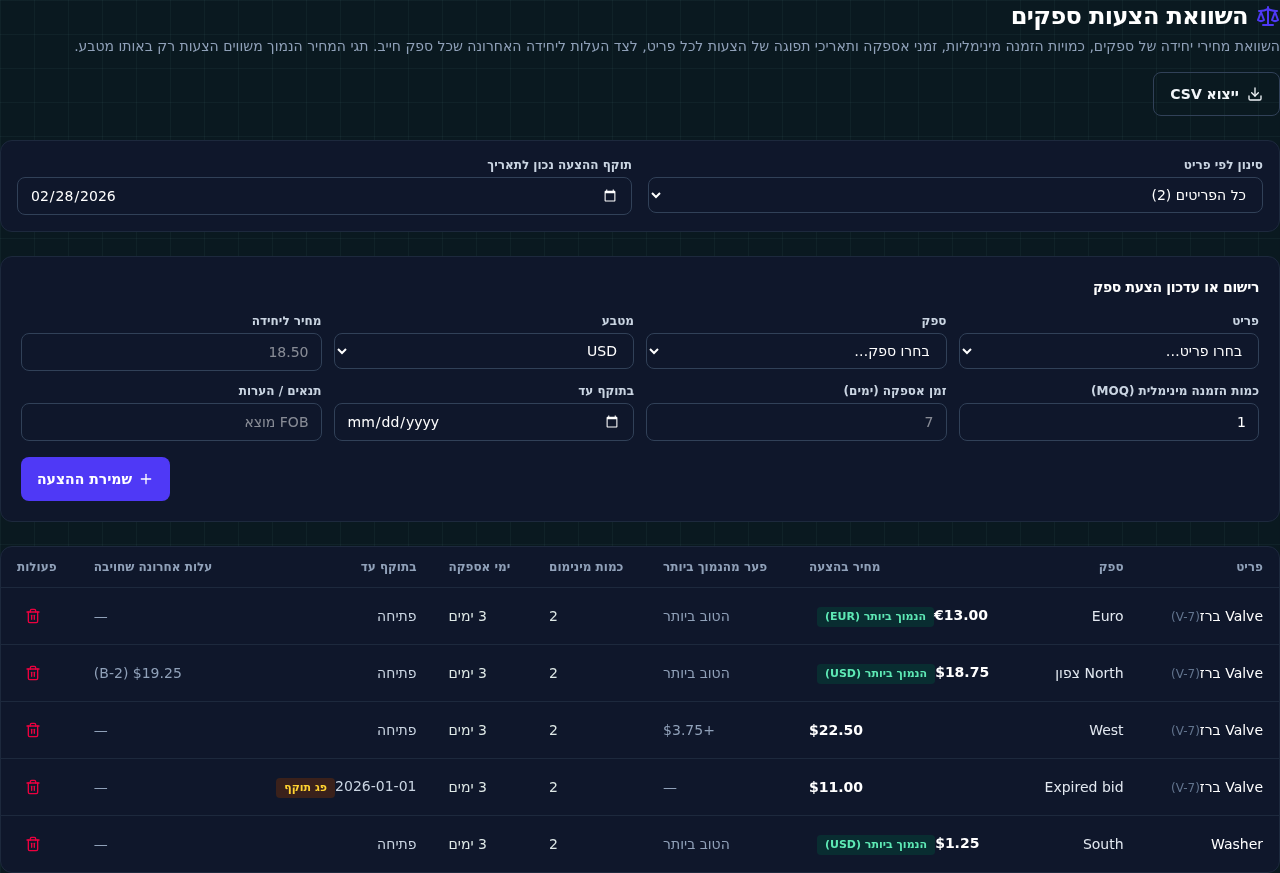 השוואת הצעות ספקים
השוואת מחירי יחידה של ספקים, כמויות הזמנה מינימליות, זמני אספקה ותאריכי תפוגה של הצעות לכל פריט, לצד העלות ליחידה האחרונה שכל ספק חייב. תגי המחיר הנמוך משווים הצעות רק באותו מטבע.
ייצוא CSV
סינון לפי פריט
כל הפריטים (2)
תוקף ההצעה נכון לתאריך
02/28/2026
רישום או עדכון הצעת ספק
פריט ספק מטבע מחיר ליחידה
בחרו פריט... בחרו ספק... USD 18.50
כמות הזמנה מינימלית (MOQ) זמן אספקה (ימים) בתוקף עד תנאים / הערות
1 7 mm/dd/yyyy FOB מוצא
שמירת ההצעה
פריט ספק מחיר בהצעה פער מהנמוך ביותר כמות מינימום ימי אספקה בתוקף עד עלות אחרונה שחויבה פעולות
Valve ברז (V-7) Euro €13.00 הנמוך ביותר (EUR) הטוב ביותר 2 3 ימים פתיחה —
Valve ברז (V-7) North צפון $18.75 הנמוך ביותר (USD) הטוב ביותר 2 3 ימים פתיחה $19.25 (B-2)
Valve ברז (V-7) West $22.50 +$3.75 2 3 ימים פתיחה —
Valve ברז (V-7) Expired bid $11.00 — 2 3 ימים 2026-01-01 פג תוקף —
Washer South $1.25 הנמוך ביותר (USD) הטוב ביותר 2 3 ימים פתיחה —